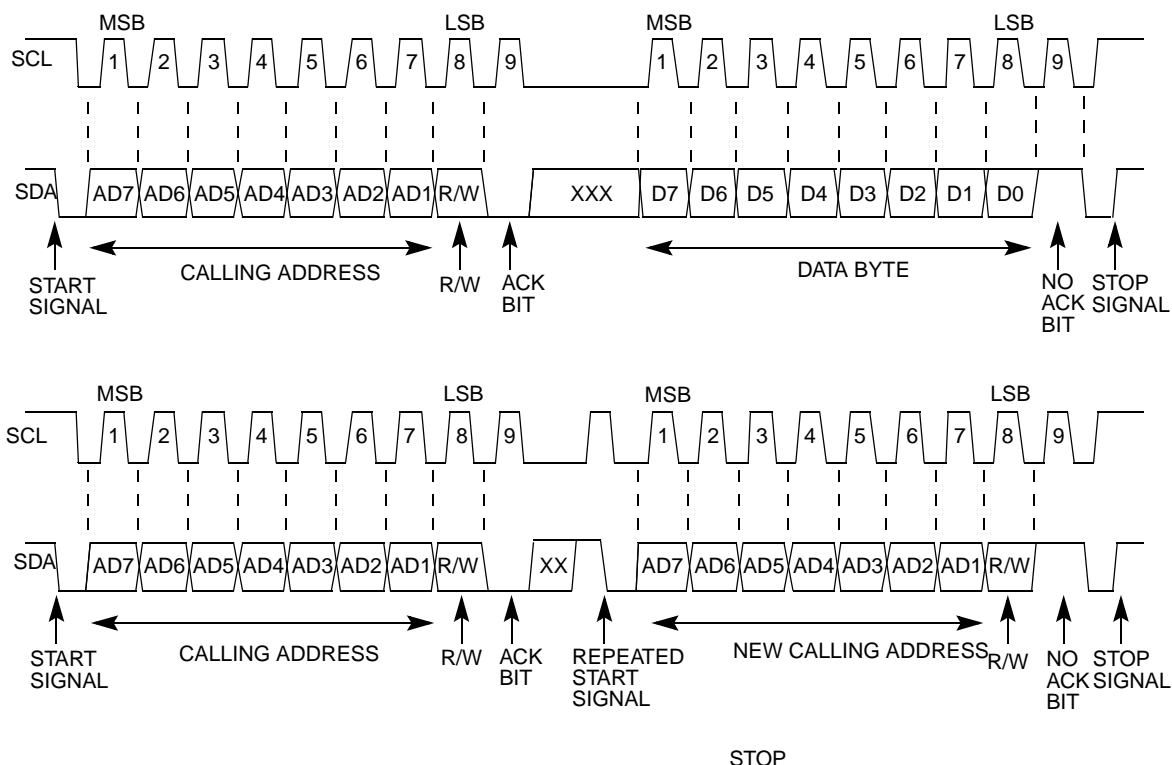 MSB LSB MSB LSB
SCL 1 2 3 4 5 6 7 8 9 1 2 3 4 5 6 7 8 9
SDA AD7 AD6 AD5 AD4 AD3 AD2 AD1 R/W XXX D7 D6 D5 D4 D3 D2 D1 D0
START
SIGNAL
CALLING ADDRESS
R/W
ACK
BIT
DATA BYTE
NO
ACK
BIT
STOP
SIGNAL
MSB LSB MSB LSB
SCL 1 2 3 4 5 6 7 8 9 1 2 3 4 5 6 7 8 9
SDA AD7 AD6 AD5 AD4 AD3 AD2 AD1 R/W XX AD7 AD6 AD5 AD4 AD3 AD2 AD1 R/W
START
SIGNAL
CALLING ADDRESS
R/W
ACK
BIT
REPEATED
START
SIGNAL
NEW CALLING ADDRESS
R/W
NO
ACK
BIT
STOP
SIGNAL
STOP